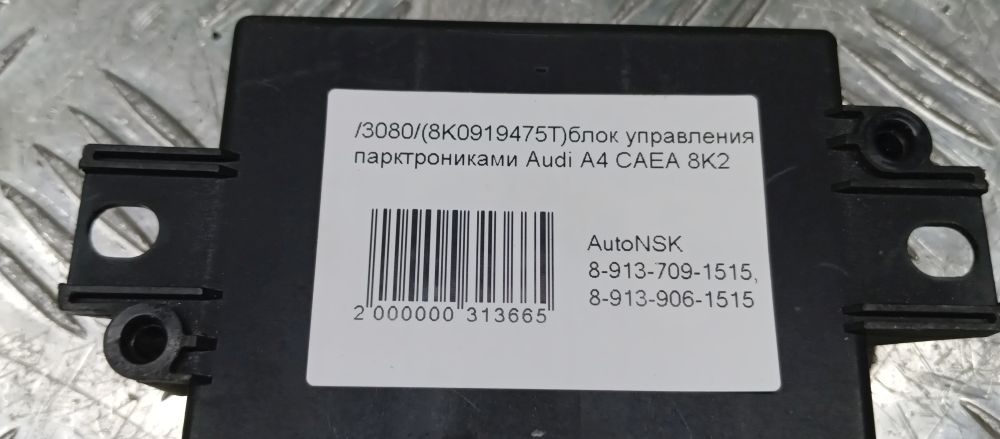 /3080/(8K0919475T)блок управления
парктрониками Audi A4 CAEA 8K2
AutoNSK
8-913-709-1515,
8-913-906-1515
2 000000 313665